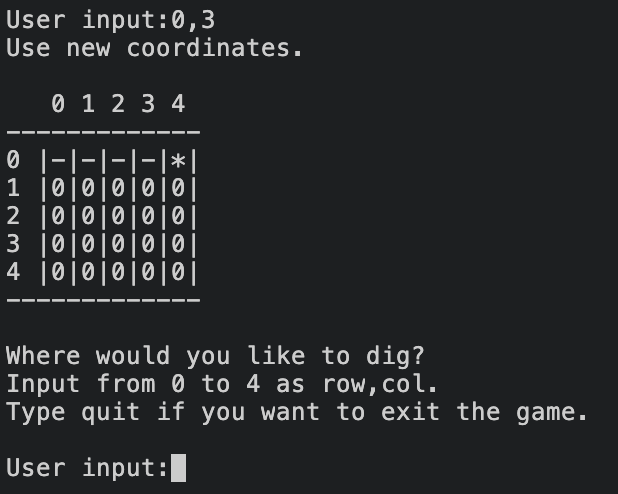 User input:0,3
Use new coordinates.
0 1 2 3 4
-------------
0 |-|-|-|-|*|
1 |0|0|0|0|0|
2 |0|0|0|0|0|
3 |0|0|0|0|0|
4 |0|0|0|0|0|
-------------
Where would you like to dig?
Input from 0 to 4 as row,col.
Type quit if you want to exit the game.
User input: